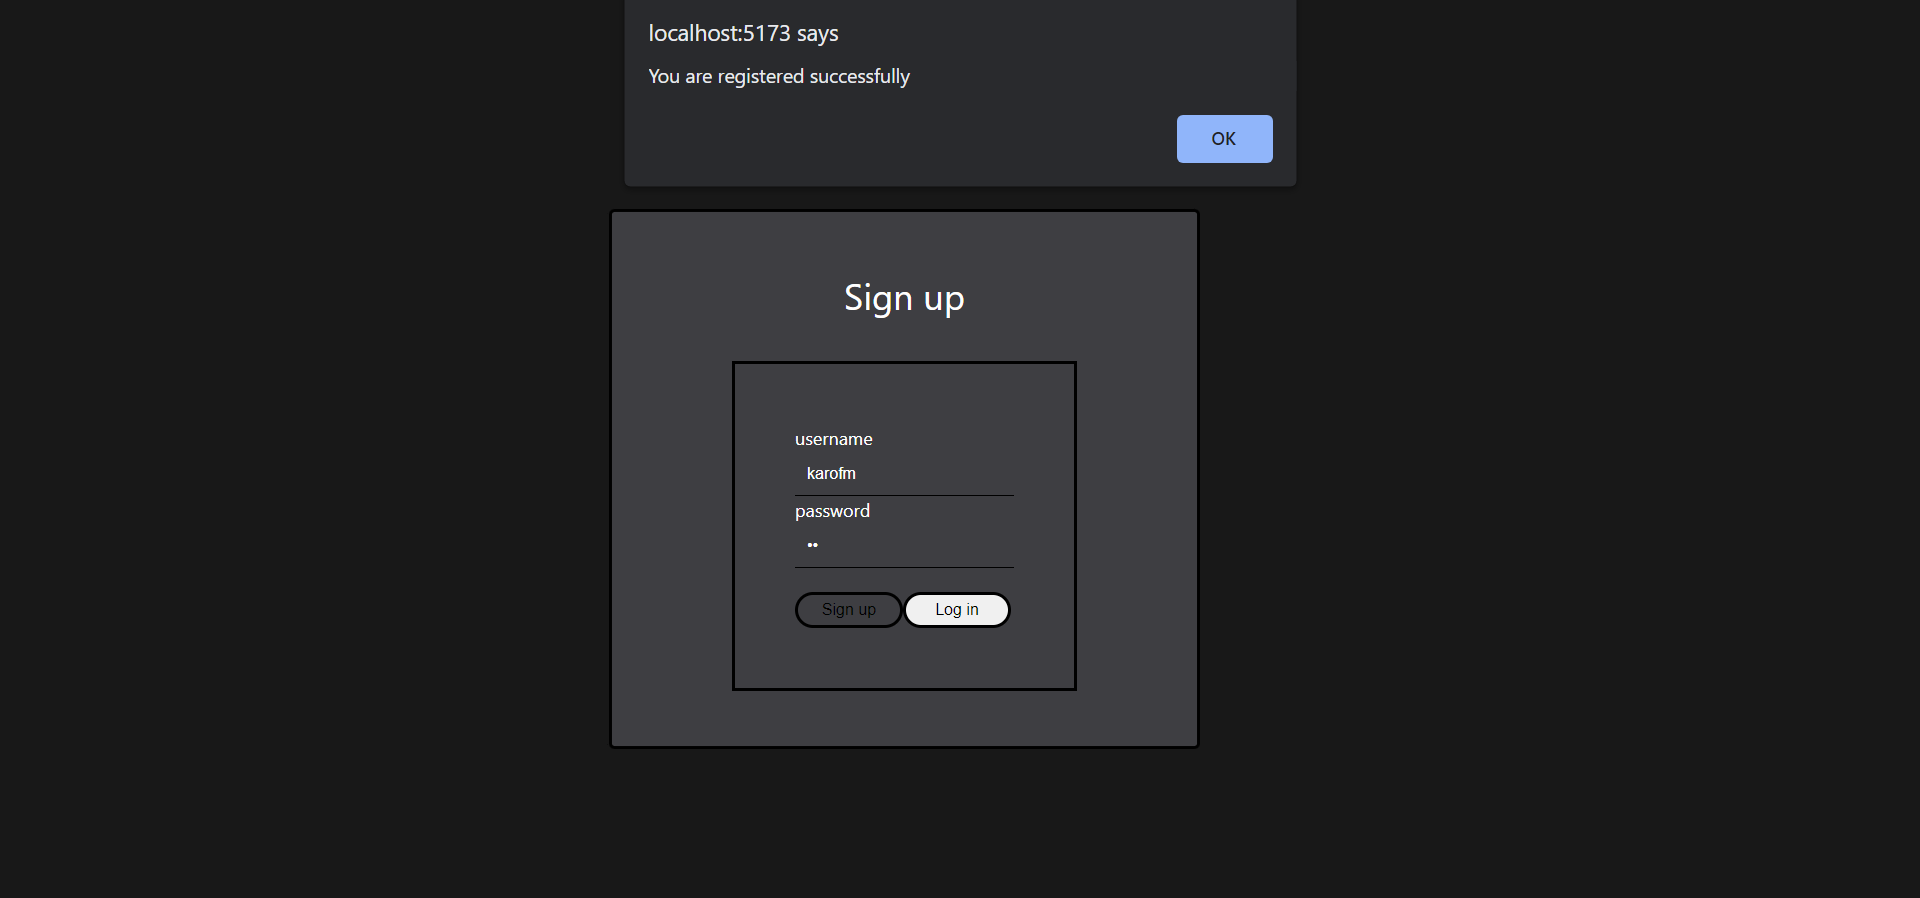 localhost:5173 says
You are registered successfully
OK
Sign up
username
karofm
password
••
Sign up Log in